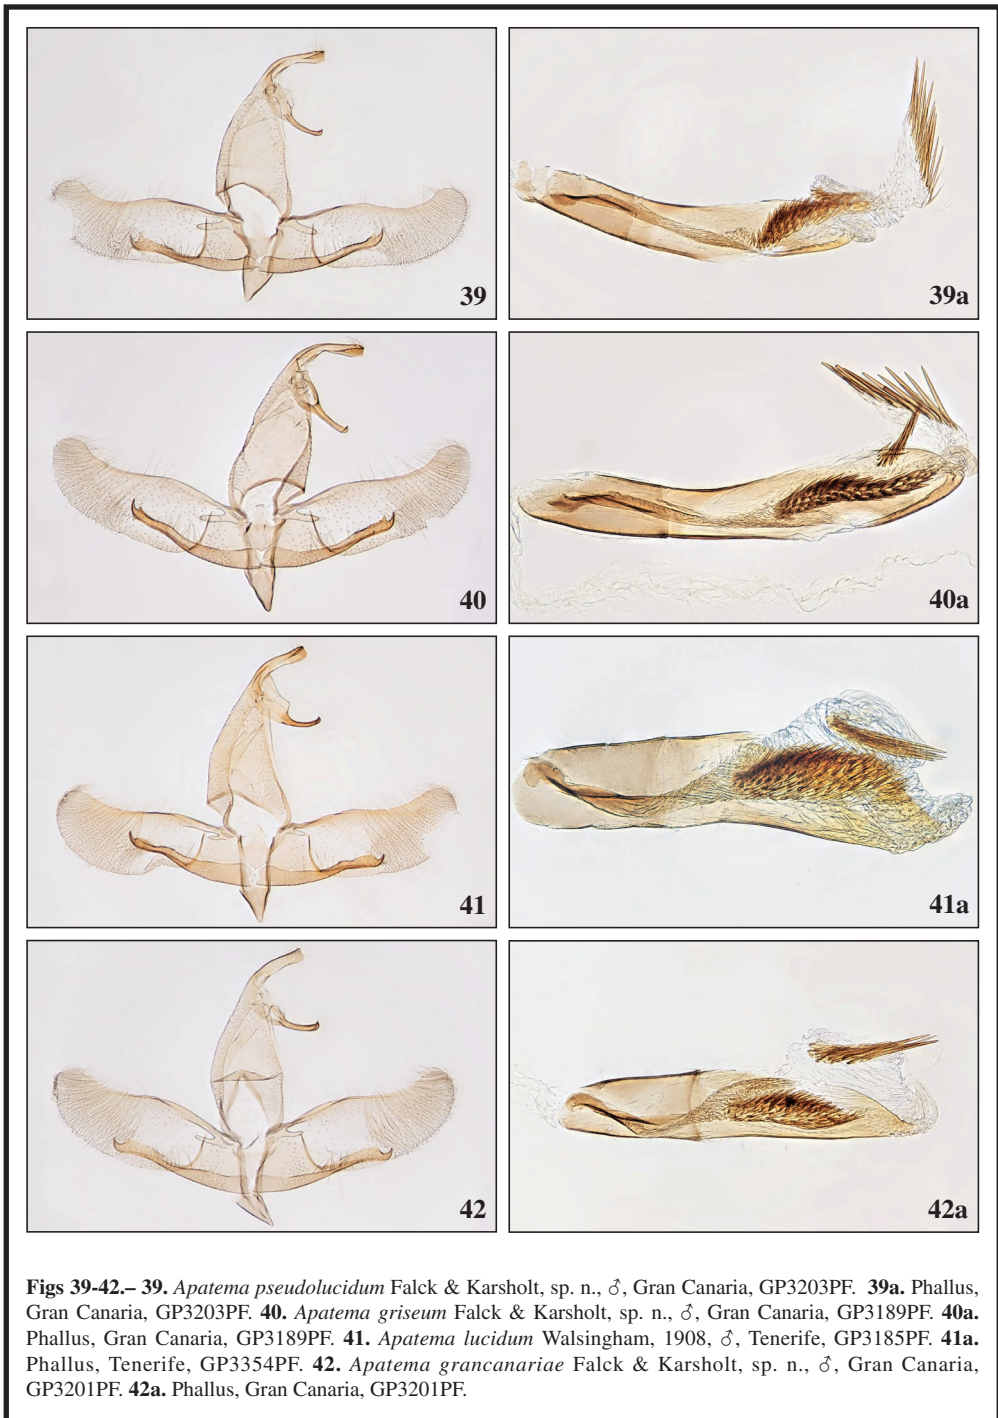 39
39a
40
40a
41
41a
42
42a
Figs 39-42.– 39. Apatema pseudolucidum Falck & Karsholt, sp. n., ♂, Gran Canaria, GP3203PF. 39a. Phallus,
Gran Canaria, GP3203PF. 40. Apatema griseum Falck & Karsholt, sp. n., ♂, Gran Canaria, GP3189PF. 40a.
Phallus, Gran Canaria, GP3189PF. 41. Apatema lucidum Walsingham, 1908, ♂, Tenerife, GP3185PF. 41a.
Phallus, Tenerife, GP3354PF. 42. Apatema grancanariae Falck & Karsholt, sp. n., ♂, Gran Canaria,
GP3201PF. 42a. Phallus, Gran Canaria, GP3201PF.